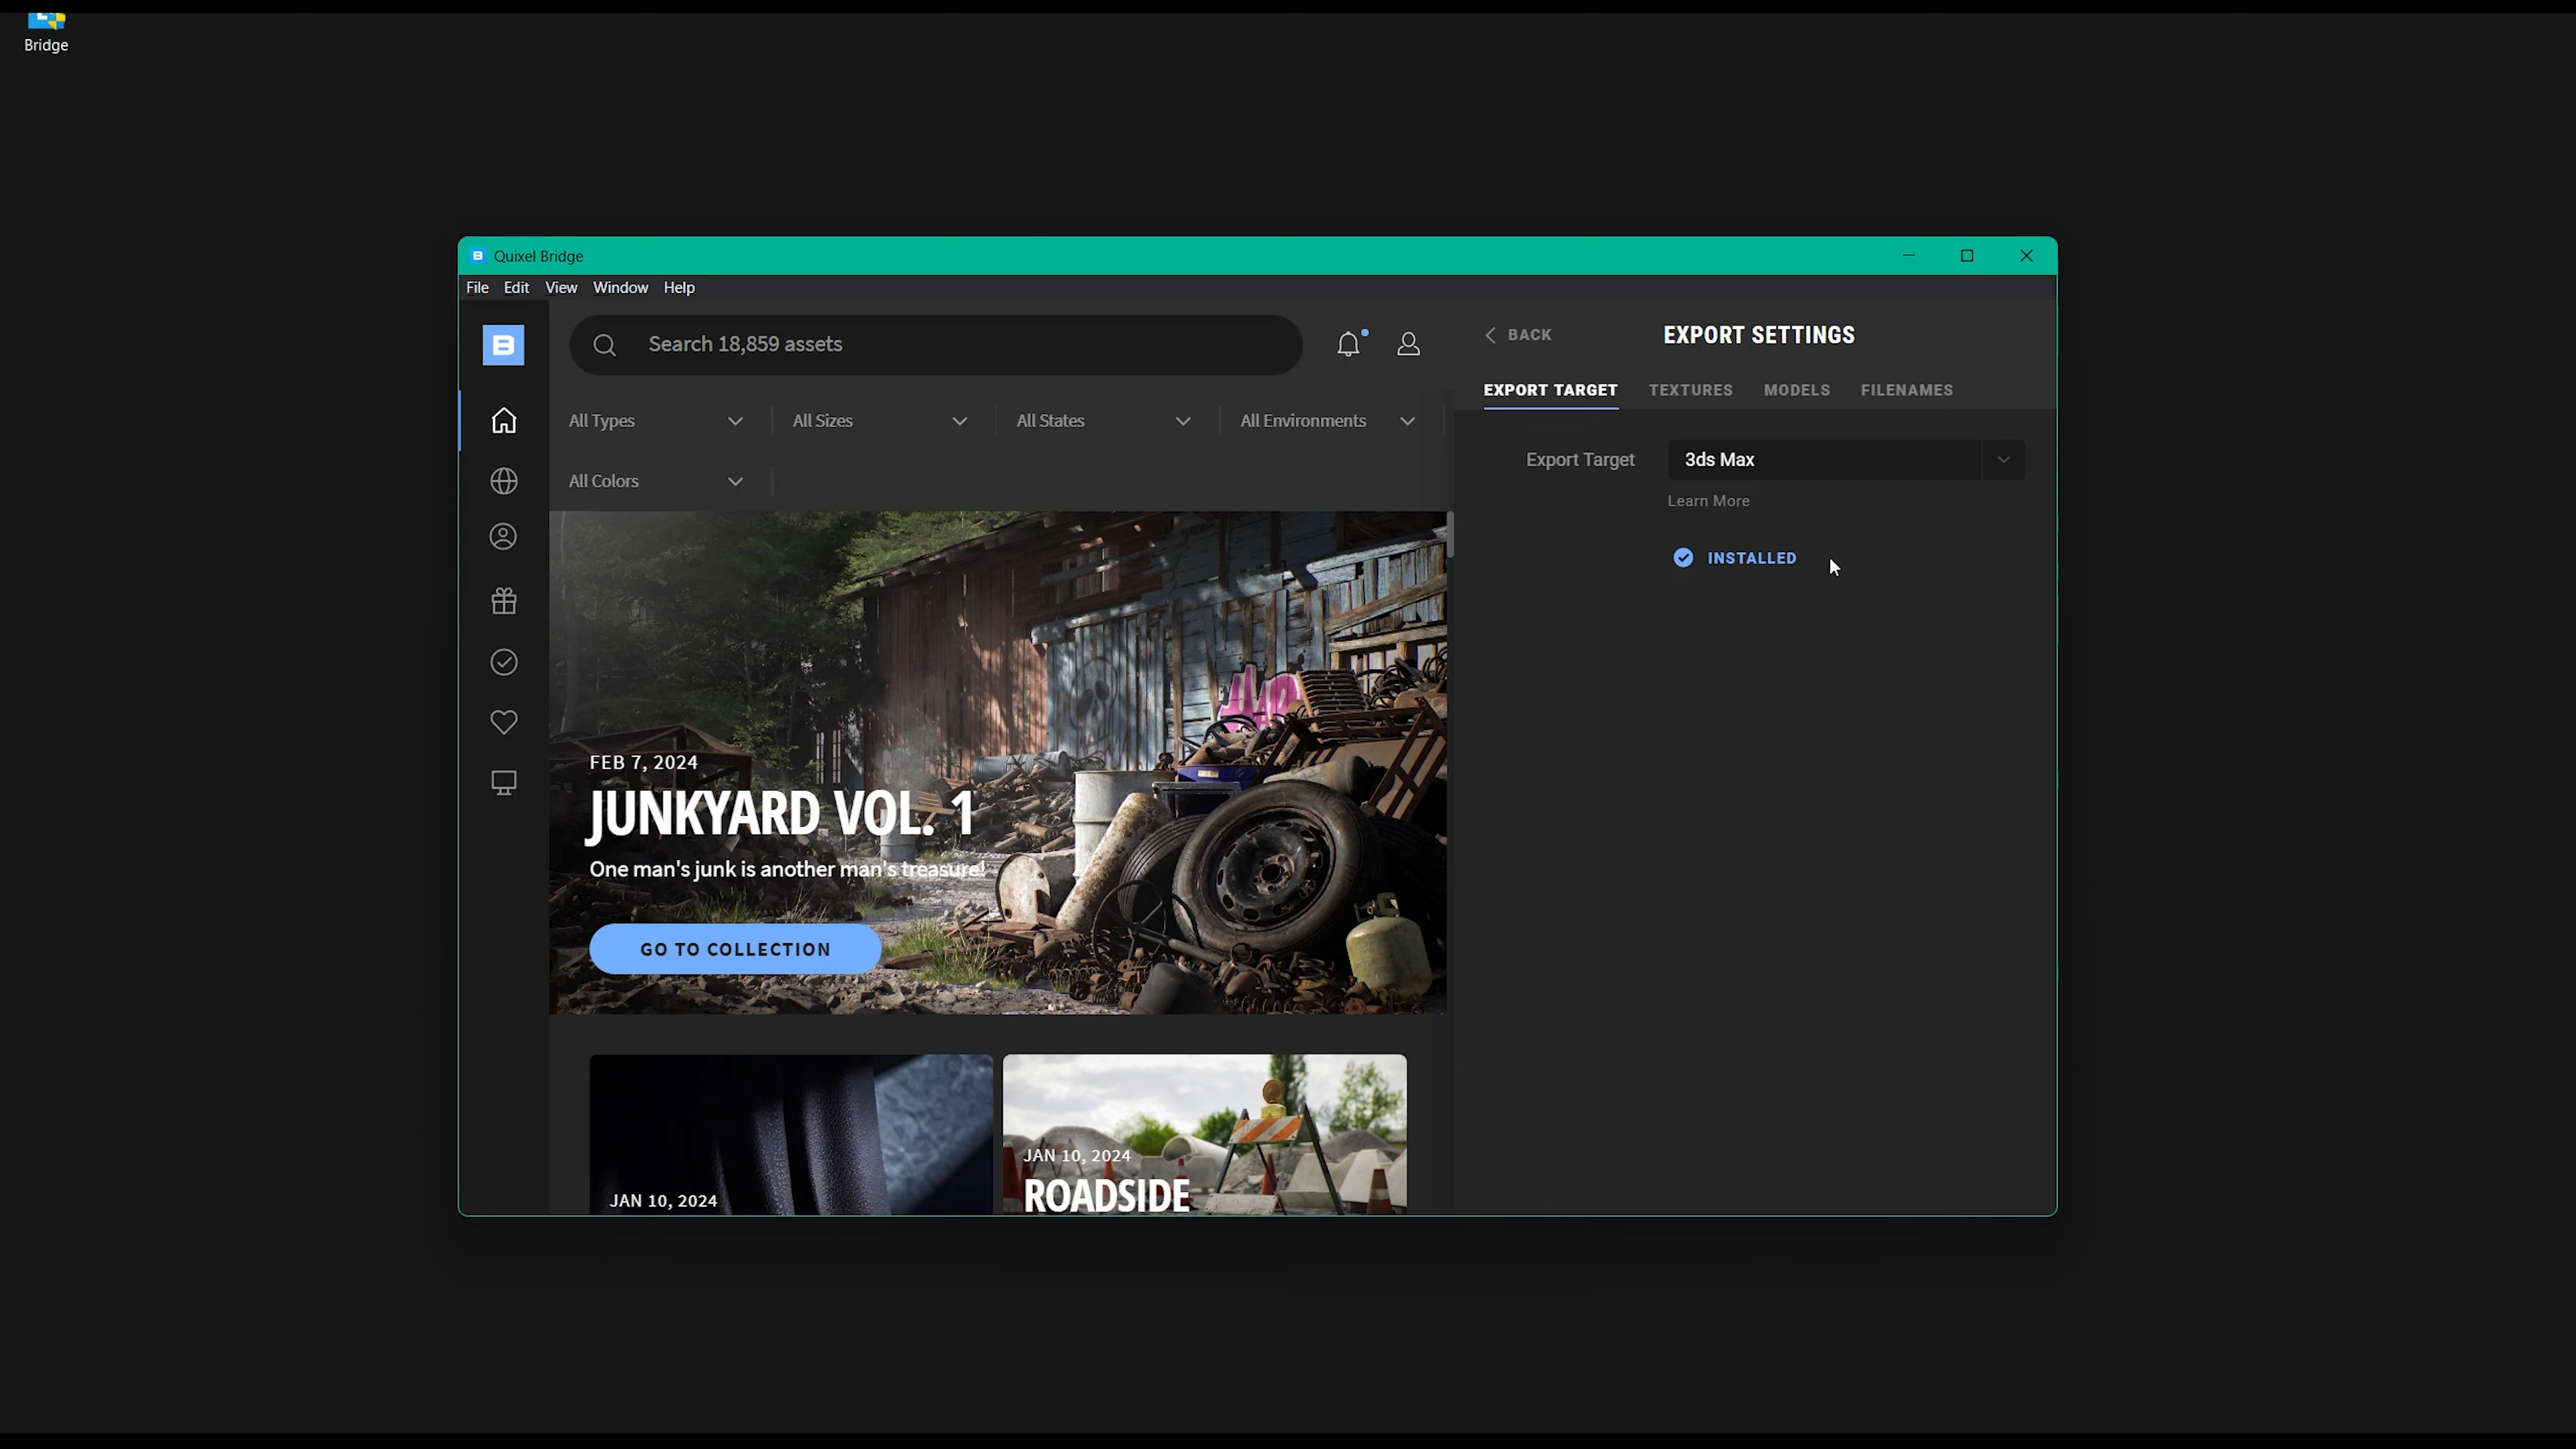 Bridge
Quixel Bridge
File Edit View Window Help
Search 18,859 assets
BACK
EXPORT SETTINGS
EXPORT TARGET TEXTURES MODELS FILENAMES
All Types All Sizes All States All Environments
All Colors
Export Target 3ds Max
Learn More
INSTALLED
FEB 7, 2024
JUNKYARD VOL. 1
One man's junk is another man's treasure!
GO TO COLLECTION
JAN 10, 2024
JAN 10, 2024
ROADSIDE